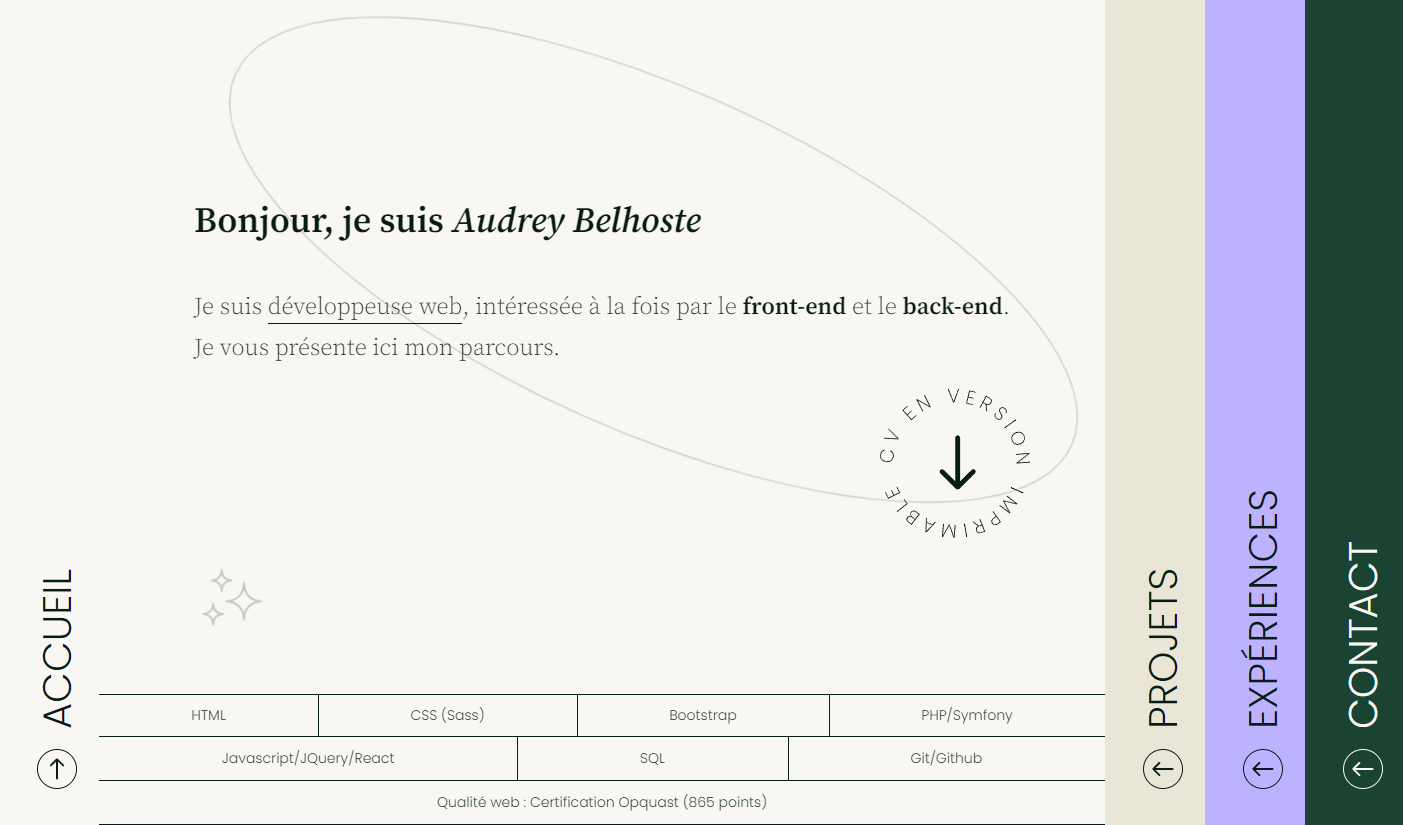 Bonjour, je suis Audrey Belhoste
Je suis développeuse web, intéressée à la fois par le front-end et le back-end.
Je vous présente ici mon parcours.
CV EN VERSION IMPRIMABLE
ACCUEIL
HTML
CSS (Sass)
Bootstrap
PHP/Symfony
Javascript/JQuery/React
SQL
Git/Github
Qualité web : Certification Opquast (865 points)
PROJETS
EXPÉRIENCES
CONTACT